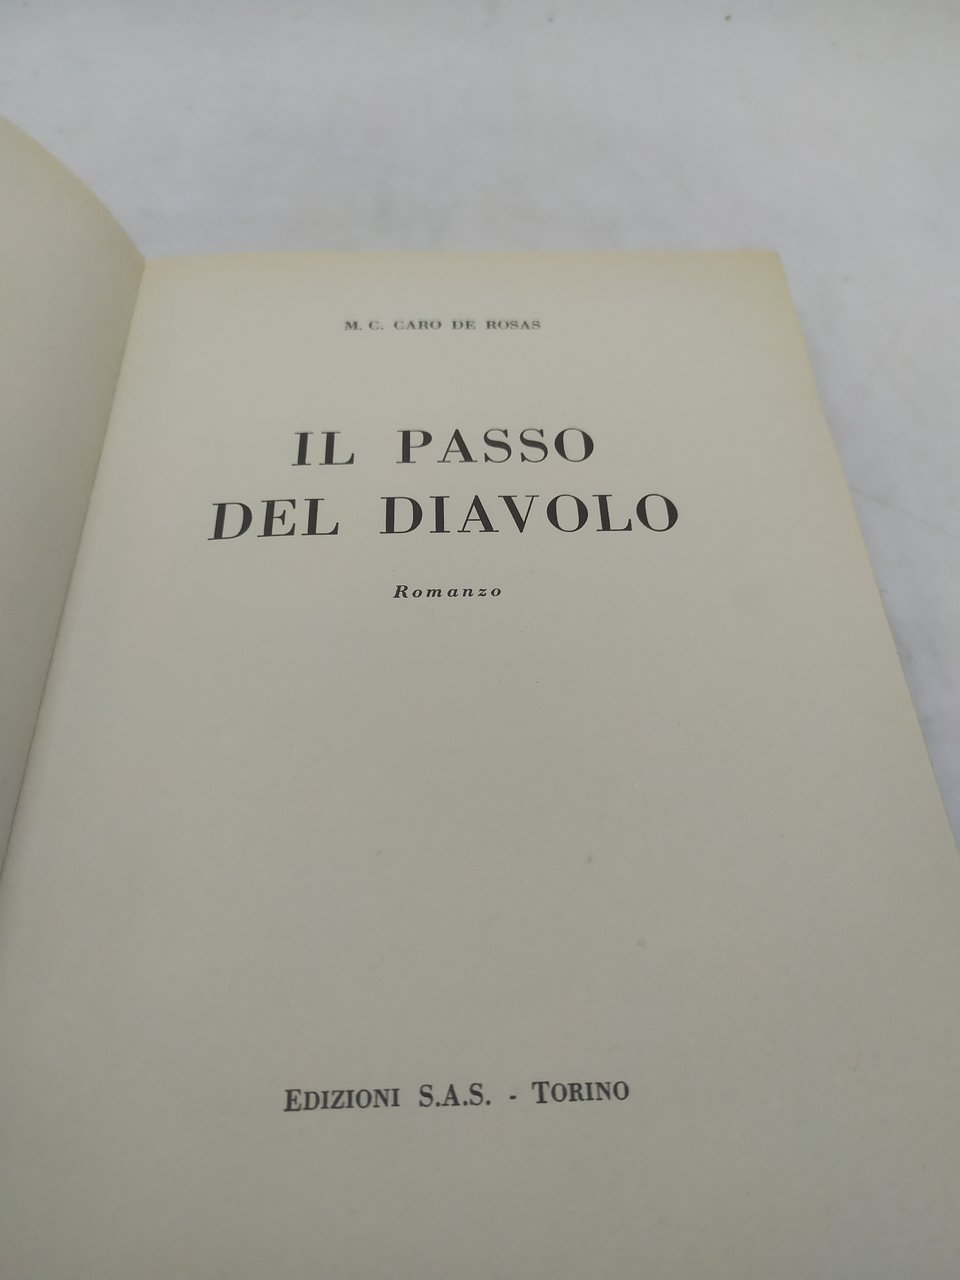 M. C. CARO DE ROSAS
IL PASSO
DEL DIAVOLO
Romanzo
EDIZIONI S.A.S. - TORINO